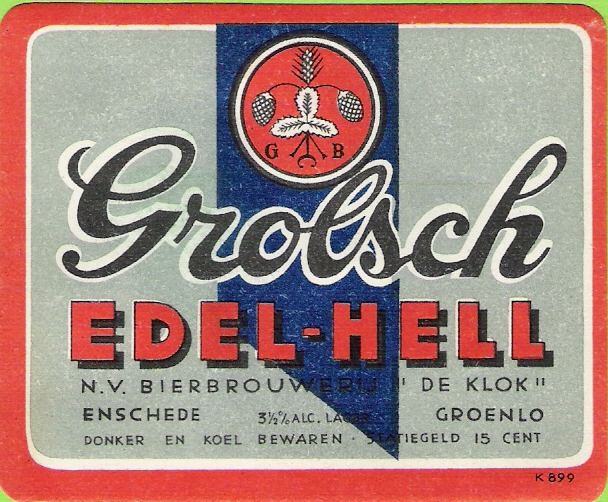 G B
Grolsch
EDEL-HELL
N.V. BIERBROUWERIJ "DE KLOK"
ENSCHEDE 3½% ALC. LAGER GROENLO
DONKER EN KOEL BEWAREN · STATIEGELD 15 CENT
K 899